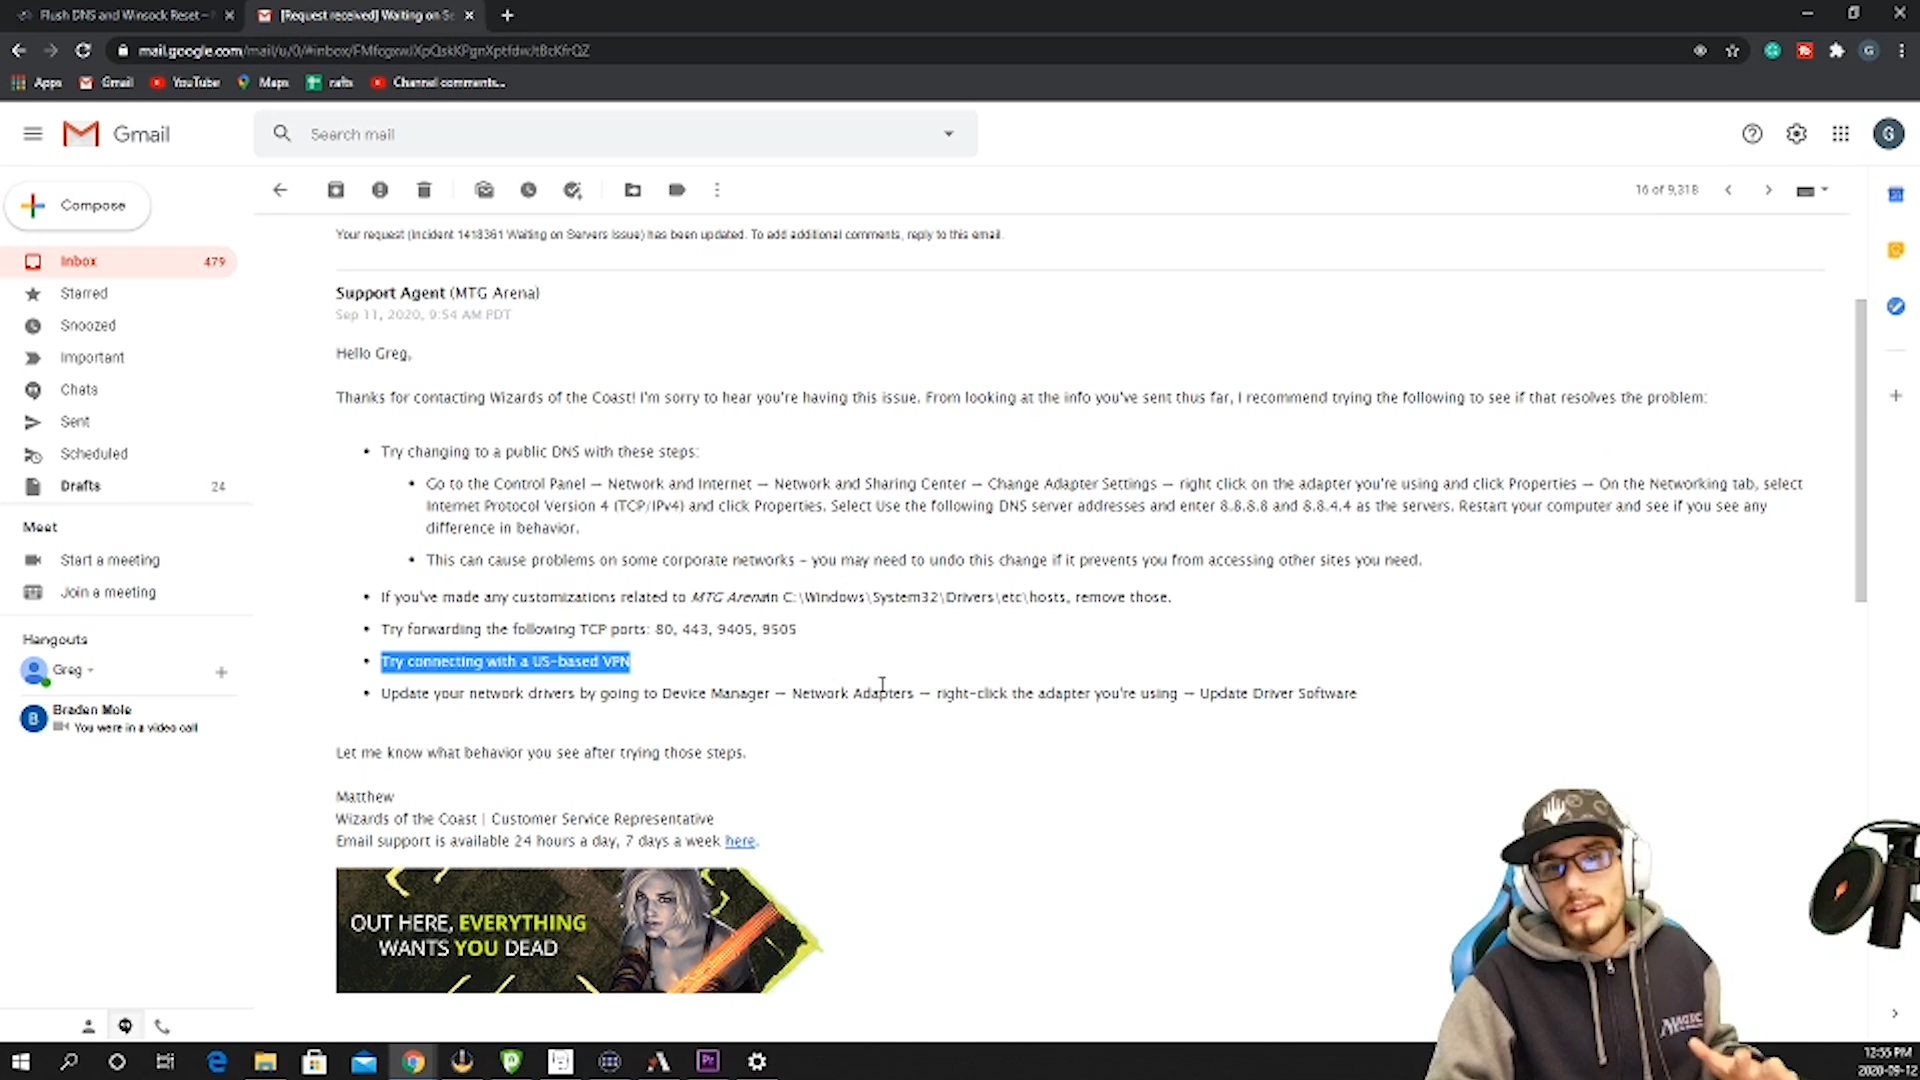 Flush DNS and Winsock Reset –
[Request received] Waiting on Se
mail.google.com/mail/u/0/#inbox/FMfcgxwJXpQskKPgnXptfdwJtBcKfrQZ
Apps
Gmail
YouTube
Maps
rafts
Channel comments...
Gmail
Search mail
G
Compose
16 of 9,318
Inbox 479
Starred
Snoozed
Important
Chats
Sent
Scheduled
Drafts 24
Meet
Start a meeting
Join a meeting
Hangouts
Greg
B
Braden Mole
You were in a video call
Your request (Incident 1418361 Waiting on Servers Issue) has been updated. To add additional comments, reply to this email.
Support Agent (MTG Arena)
Sep 11, 2020, 9:54 AM PDT
Hello Greg,
Thanks for contacting Wizards of the Coast! I'm sorry to hear you're having this issue. From looking at the info you've sent thus far, I recommend trying the following to see if that resolves the problem:
• Try changing to a public DNS with these steps:
• Go to the Control Panel – Network and Internet – Network and Sharing Center – Change Adapter Settings – right click on the adapter you're using and click Properties – On the Networking tab, select
Internet Protocol Version 4 (TCP/IPv4) and click Properties. Select Use the following DNS server addresses and enter 8.8.8.8 and 8.8.4.4 as the servers. Restart your computer and see if you see any
difference in behavior.
• This can cause problems on some corporate networks – you may need to undo this change if it prevents you from accessing other sites you need.
• If you've made any customizations related to MTG Arenain C:\Windows\System32\Drivers\etc\hosts, remove those.
• Try forwarding the following TCP ports: 80, 443, 9405, 9505
• Try connecting with a US-based VPN
• Update your network drivers by going to Device Manager – Network Adapters – right-click the adapter you're using – Update Driver Software
Let me know what behavior you see after trying those steps.
Matthew
Wizards of the Coast | Customer Service Representative
Email support is available 24 hours a day, 7 days a week here.
OUT HERE, EVERYTHING
WANTS YOU DEAD
MAGIC
Pr
12:55 PM
2020-09-12